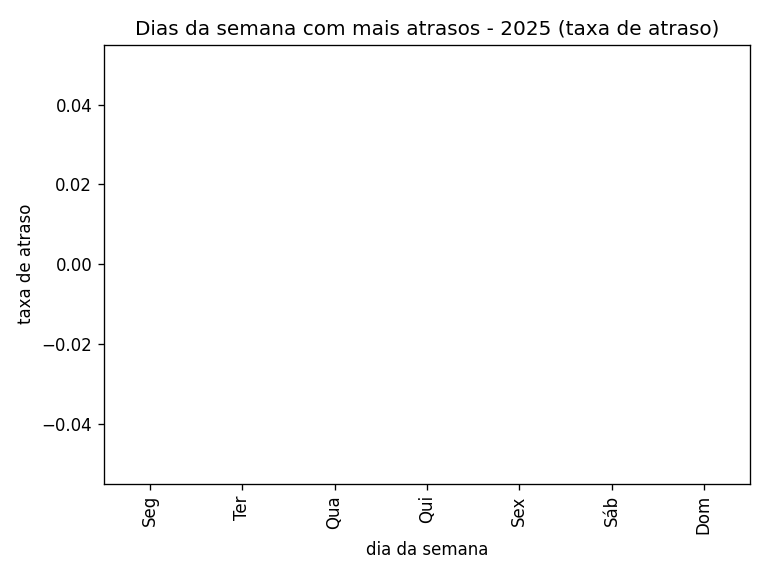 Dias da semana com mais atrasos - 2025 (taxa de atraso)
taxa de atraso
0.04
0.02
0.00
−0.02
−0.04
Seg
Ter
Qua
Qui
Sex
Sáb
Dom
dia da semana